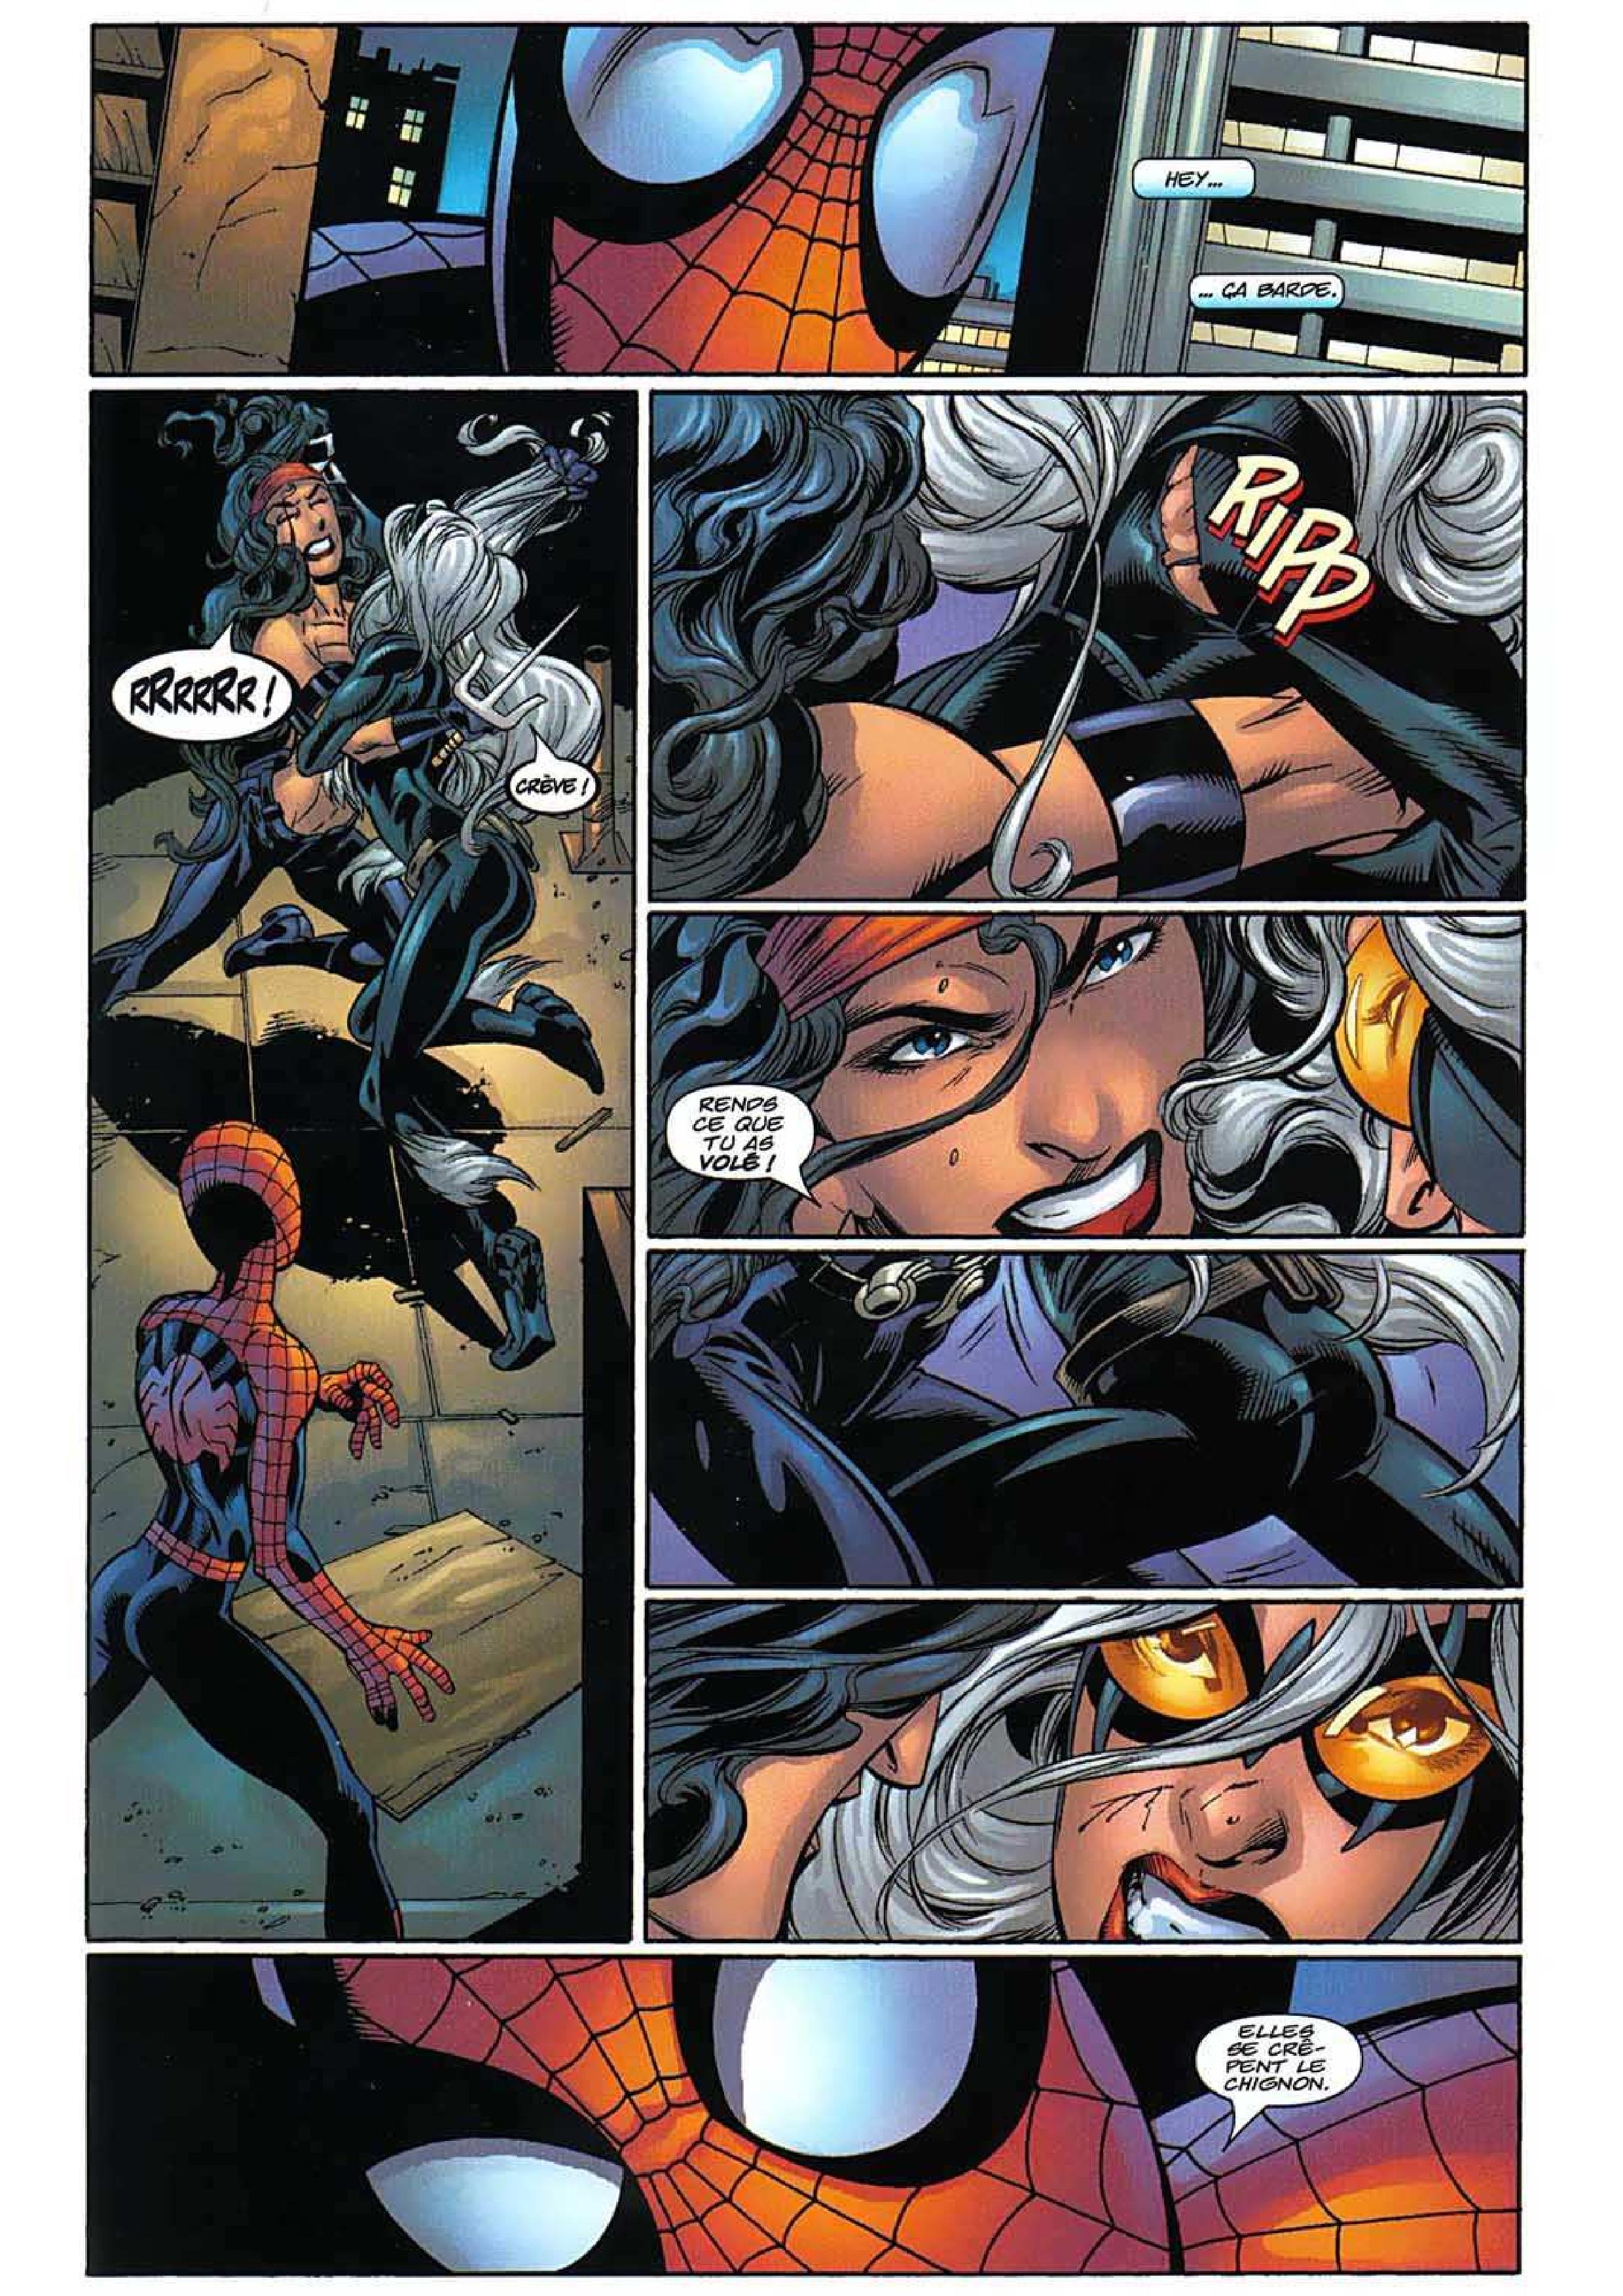 HEY...
... ÇA BARDE.
RRRRRR !
CRÈVE !
RIPP
RENDS
CE QUE
TU AS
VOLÉ !
ELLES
SE CRÊ-
PENT LE
CHIGNON.